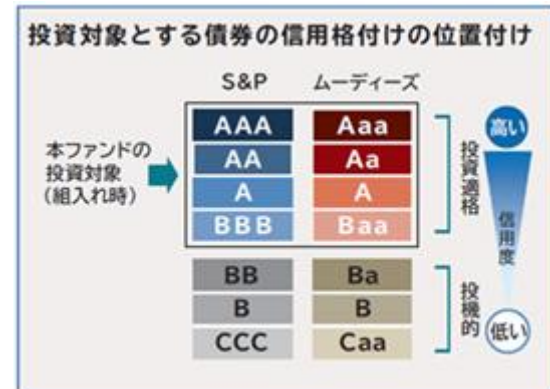 投資対象とする債券の信用格付けの位置付け
S&P ムーディーズ
AAA Aaa
AA Aa
A A
BBB Baa
BB Ba
B B
CCC Caa
本ファンドの
投資対象
(組入れ時)
投資適格
投機的
高い
信用度
低い